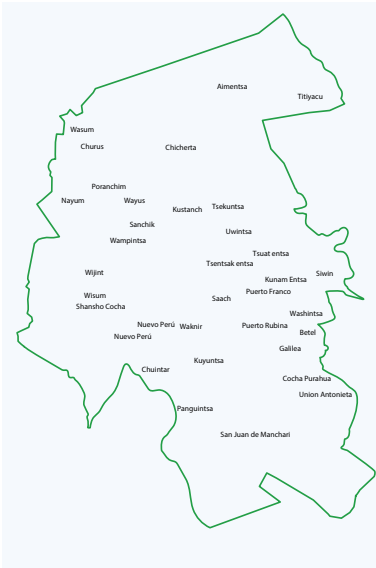 Aimentsa
Titiyacu
Wasum
Churus
Chicherta
Poranchim
Nayum
Wayus
Kustanch
Tsekuntsa
Sanchik
Uwintsa
Wampintsa
Tsuat entsa
Tsentsak entsa
Wijint
Siwin
Kunam Entsa
Puerto Franco
Wisum
Saach
Shansho Cocha
Washintsa
Nuevo Perú
Waknir
Puerto Rubina
Betel
Nuevo Perú
Galilea
Kuyuntsa
Chuintar
Cocha Purahua
Union Antonieta
Panguintsa
San Juan de Manchari